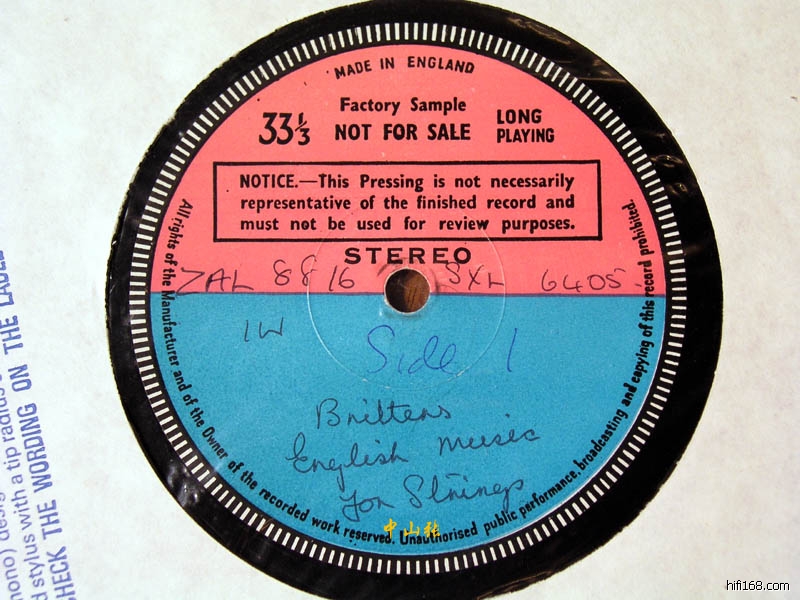 MADE IN ENGLAND
Factory Sample
33⅓ NOT FOR SALE LONG PLAYING
NOTICE.—This Pressing is not necessarily
representative of the finished record and
must not be used for review purposes.
STEREO
ZAL 8816 SXL 6405
1W
Side 1
Brittens
English music
for Strings
All rights of the Manufacturer and of the Owner of the recorded work reserved. Unauthorised public performance, broadcasting and copying of this record prohibited.
中山
mono)
stylus with a tip radius
CHECK THE WORDING ON THE LABEL
hifi168.com